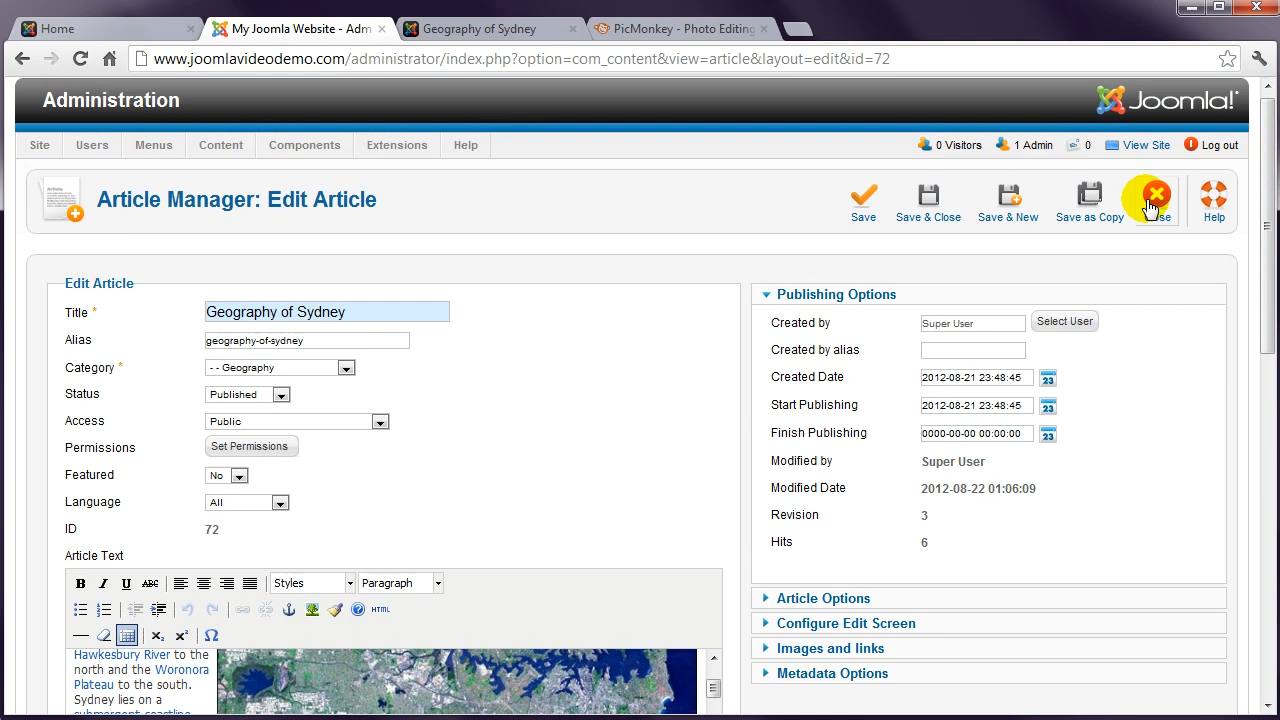 Home
My Joomla Website - Adm
Geography of Sydney
PicMonkey - Photo Editing
www.joomlavideodemo.com/administrator/index.php?option=com_content&view=article&layout=edit&id=72
Administration
Joomla!
Site Users Menus Content Components Extensions Help
0 Visitors 1 Admin 0 View Site Log out
Article Manager: Edit Article
Save Save & Close Save & New Save as Copy Close Help
Edit Article
Title * Geography of Sydney
Alias geography-of-sydney
Category * - - Geography
Status Published
Access Public
Permissions Set Permissions
Featured No
Language All
ID 72
Article Text
B I U ABC Styles Paragraph
HTML
Hawkesbury River to the
north and the Woronora
Plateau to the south.
Sydney lies on a
submergent coastline
Publishing Options
Created by Super User Select User
Created by alias
Created Date 2012-08-21 23:48:45 23
Start Publishing 2012-08-21 23:48:45 23
Finish Publishing 0000-00-00 00:00:00 23
Modified by Super User
Modified Date 2012-08-22 01:06:09
Revision 3
Hits 6
Article Options
Configure Edit Screen
Images and links
Metadata Options